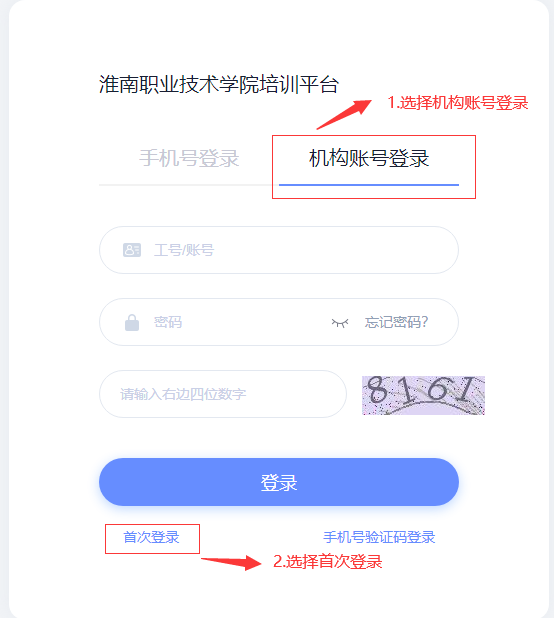 淮南职业技术学院培训平台
1.选择机构账号登录
手机号登录
机构账号登录
工号/账号
密码
忘记密码？
请输入右边四位数字
8161
登录
首次登录
手机号验证码登录
2.选择首次登录